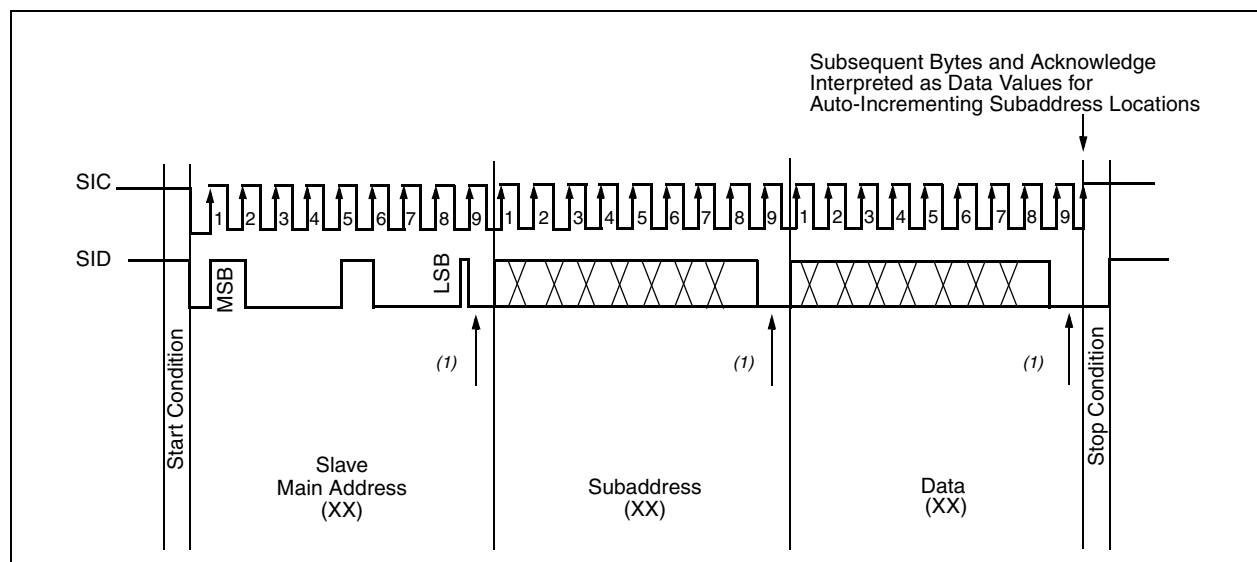 Subsequent Bytes and Acknowledge
Interpreted as Data Values for
Auto-Incrementing Subaddress Locations
SIC
1 2 3 4 5 6 7 8 9 1 2 3 4 5 6 7 8 9 1 2 3 4 5 6 7 8 9
SID
MSB
LSB
(1) (1) (1)
Start Condition
Stop Condition
Slave
Main Address
(XX)
Subaddress
(XX)
Data
(XX)